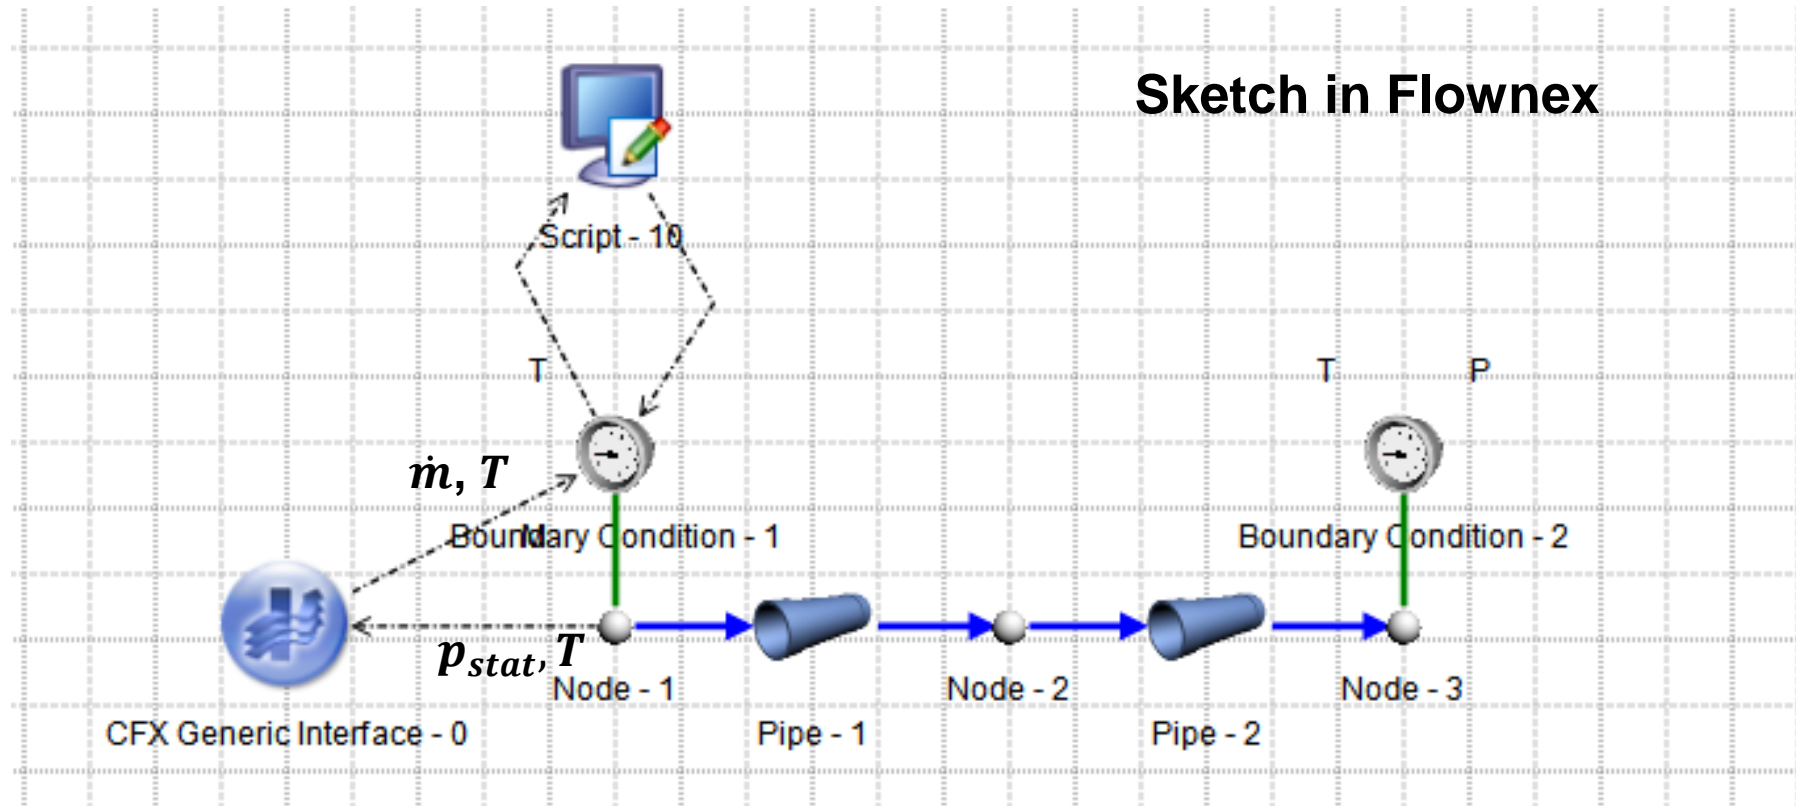 Sketch in Flownex
Script - 10
T
T P
ṁ, T
Boundary Condition - 1
M
Boundary Condition - 2
p_stat, T
Node - 1 Node - 2 Node - 3
CFX Generic Interface - 0 Pipe - 1 Pipe - 2